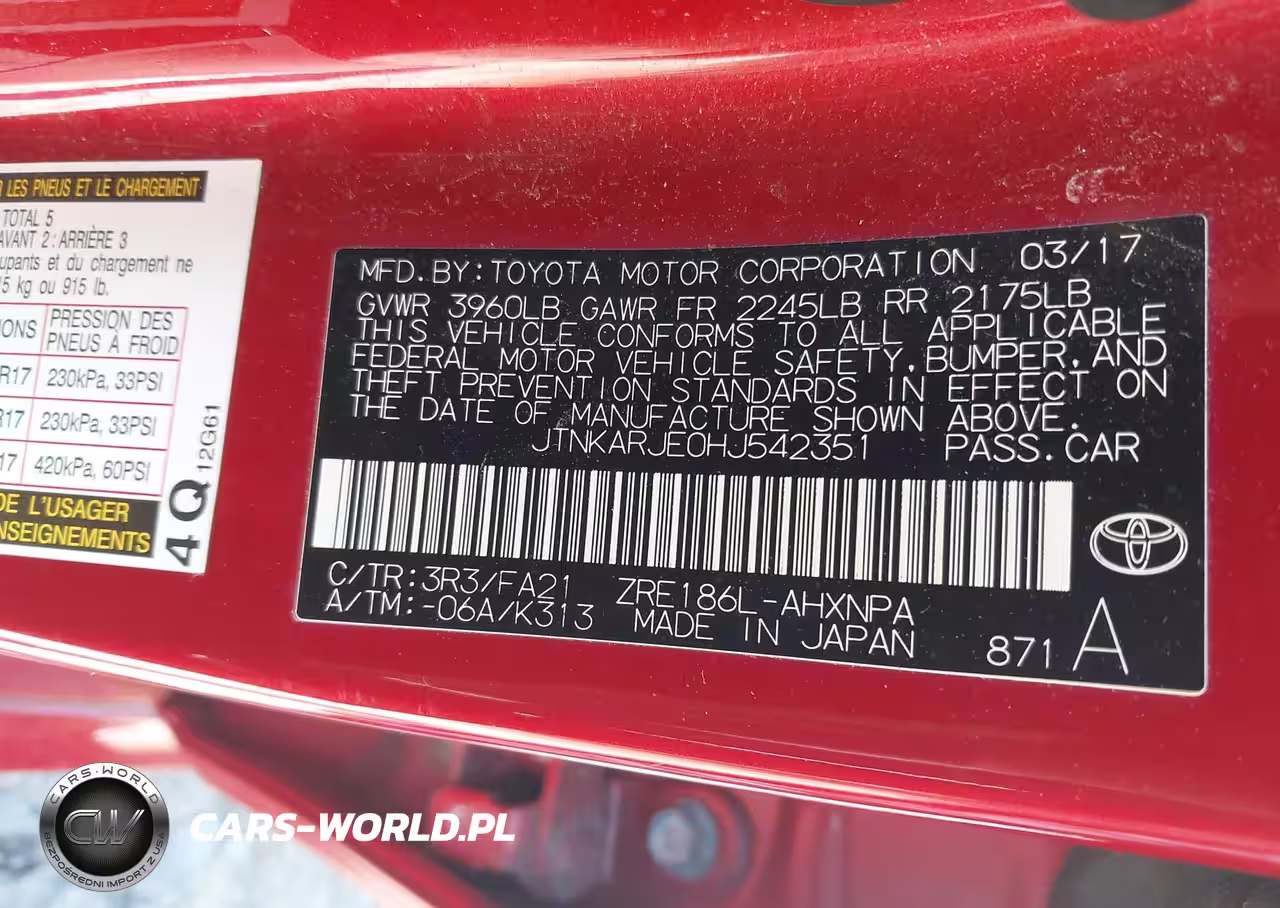 LES PNEUS ET LE CHARGEMENT
TOTAL 5
AVANT 2 : ARRIÈRE 3
upants et du chargement ne
15 kg ou 915 lb.
IONS PRESSION DES
PNEUS A FROID
R17 230kPa, 33PSI
R17 230kPa, 33PSI
17 420kPa, 60PSI
DE L'USAGER
NSEIGNEMENTS
4Q 12G61
MFD.BY:TOYOTA MOTOR CORPORATION 03/17
GVWR 3960LB GAWR FR 2245LB RR 2175LB
THIS VEHICLE CONFORMS TO ALL APPLICABLE
FEDERAL MOTOR VEHICLE SAFETY,BUMPER,AND
THEFT PREVENTION STANDARDS IN EFFECT ON
THE DATE OF MANUFACTURE SHOWN ABOVE.
JTNKARJE0HJ542351 PASS.CAR
C/TR:3R3/FA21 ZRE186L-AHXNPA
A/TM:-06A/K313 MADE IN JAPAN
871 A
CARS-WORLD
CW
BEZPOŚREDNI IMPORT Z USA
CARS-WORLD.PL